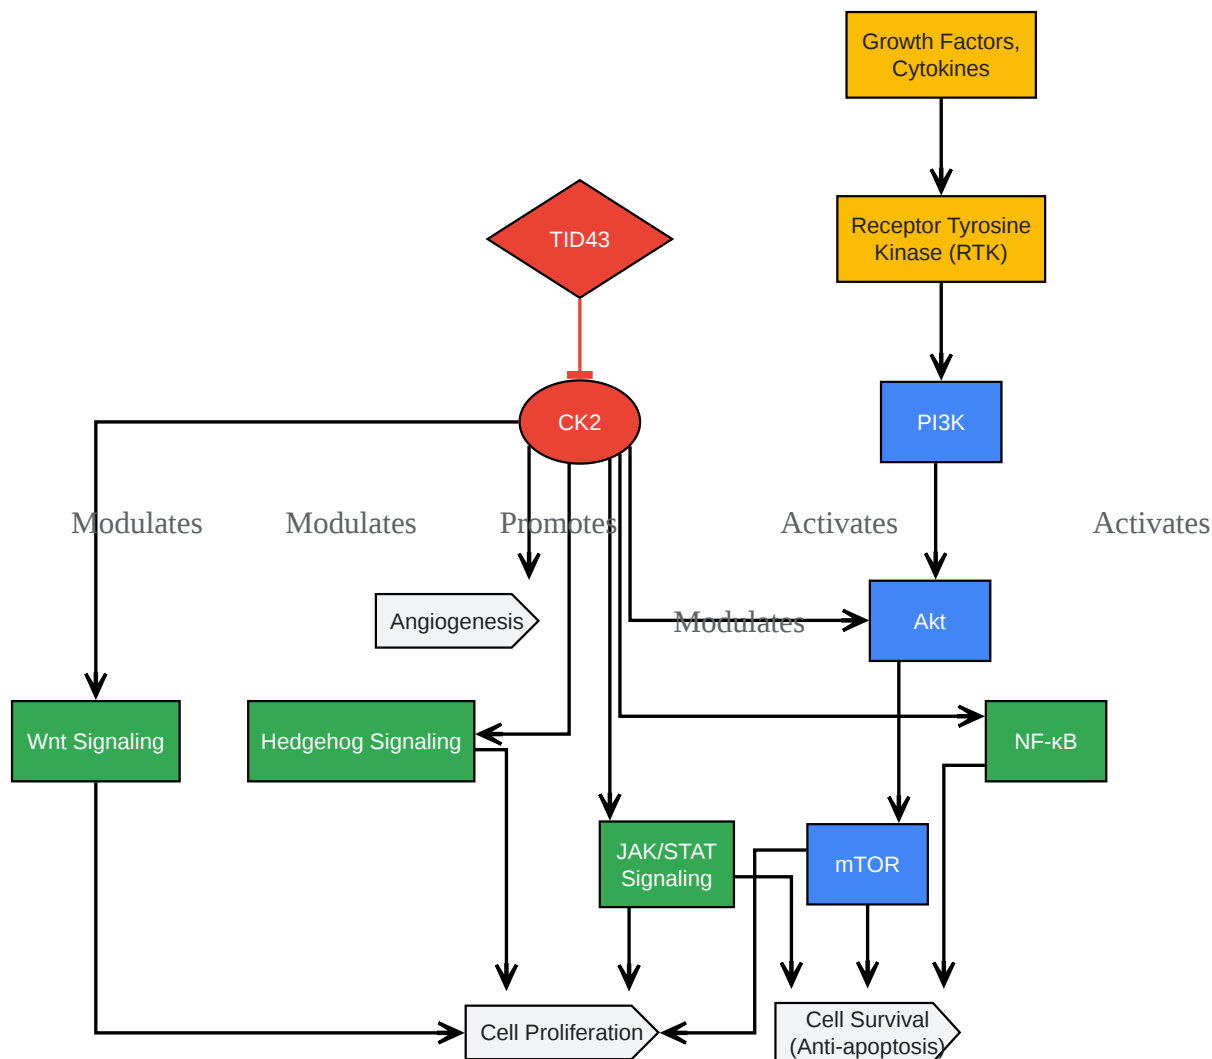 Growth Factors,
Cytokines
TID43
Receptor Tyrosine
Kinase (RTK)
CK2
PI3K
Modulates
Modulates
Promotes
Activates
Activates
Angiogenesis
Modulates
Akt
Wnt Signaling
Hedgehog Signaling
NF-κB
JAK/STAT
Signaling
mTOR
Cell Proliferation
Cell Survival
(Anti-apoptosis)